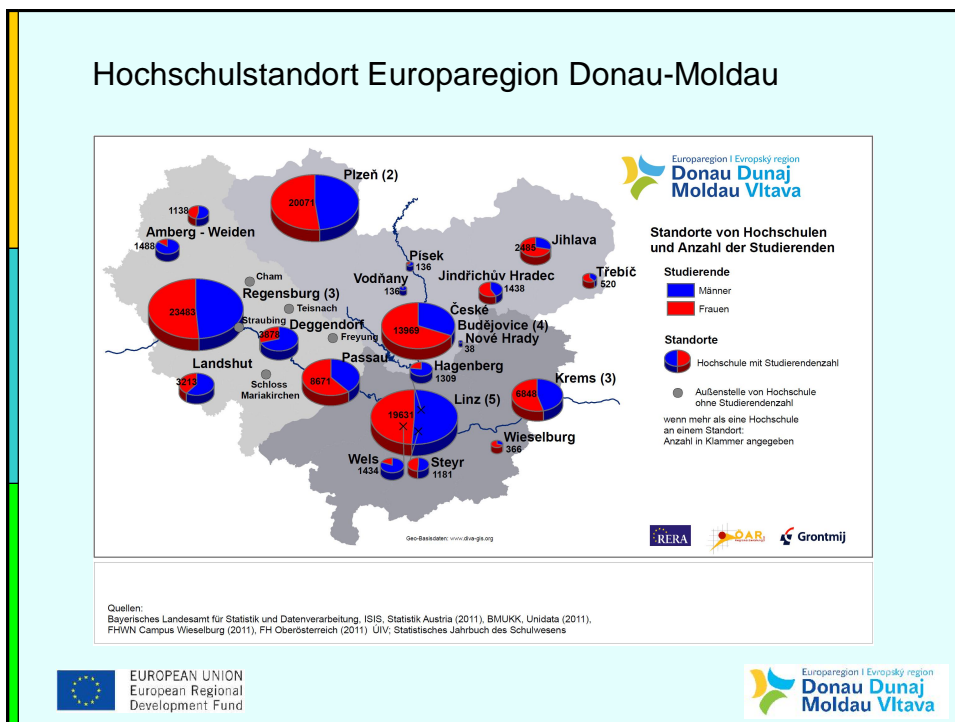 Hochschulstandort Europaregion Donau-Moldau
Europaregion I Evropský region
Donau Dunaj
Moldau Vltava
Standorte von Hochschulen
und Anzahl der Studierenden
Studierende
Männer
Frauen
Standorte
Hochschule mit Studierendenzahl
Außenstelle von Hochschule
ohne Studierendenzahl
wenn mehr als eine Hochschule
an einem Standort:
Anzahl in Klammer angegeben
Plzeň (2)
20071
1138
Amberg - Weiden
1488
Cham
Regensburg (3)
23483
Teisnach
Straubing
Deggendorf
3878
Freyung
Landshut
3213
Schloss
Mariakirchen
Passau
8671
Písek
136
Vodňany
136
Jindřichův Hradec
1438
Jihlava
2485
Třebíč
520
České
Budějovice (4)
13969
Nové Hrady
38
Hagenberg
1309
Linz (5)
19631
Krems (3)
6848
Wieselburg
366
Wels
1434
Steyr
1181
Geo-Basisdaten: www.diva-gis.org
RERA
ÖAR
Grontmij
Quellen:
Bayerisches Landesamt für Statistik und Datenverarbeitung, ISIS, Statistik Austria (2011), BMUKK, Unidata (2011),
FHWN Campus Wieselburg (2011), FH Oberösterreich (2011) ÚIV; Statistisches Jahrbuch des Schulwesens
EUROPEAN UNION
European Regional
Development Fund
Europaregion I Evropský region
Donau Dunaj
Moldau Vltava